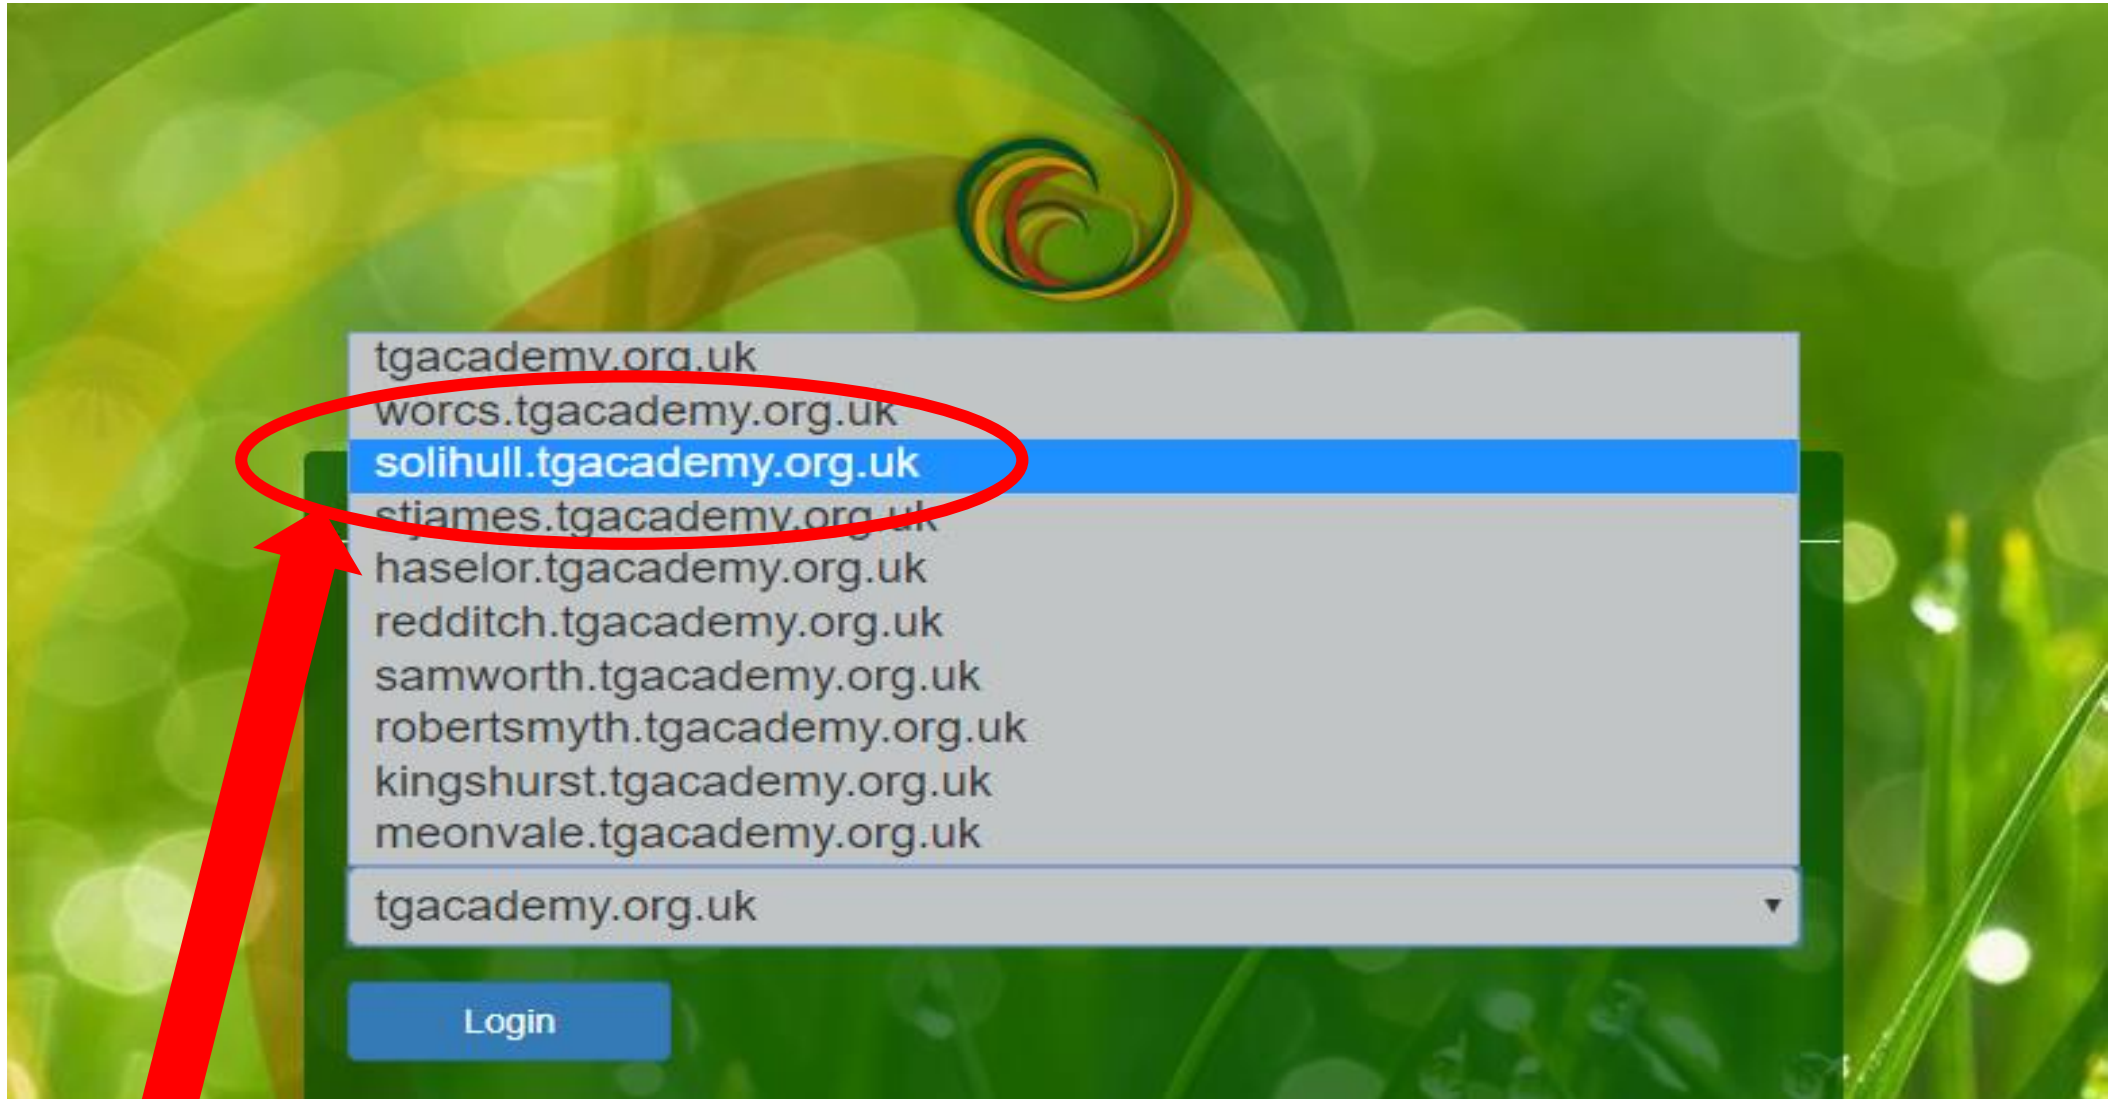 tgacademy.org.uk
worcs.tgacademy.org.uk
solihull.tgacademy.org.uk
stjames.tgacademy.org.uk
haselor.tgacademy.org.uk
redditch.tgacademy.org.uk
samworth.tgacademy.org.uk
robertsmyth.tgacademy.org.uk
kingshurst.tgacademy.org.uk
meonvale.tgacademy.org.uk
tgacademy.org.uk
Login